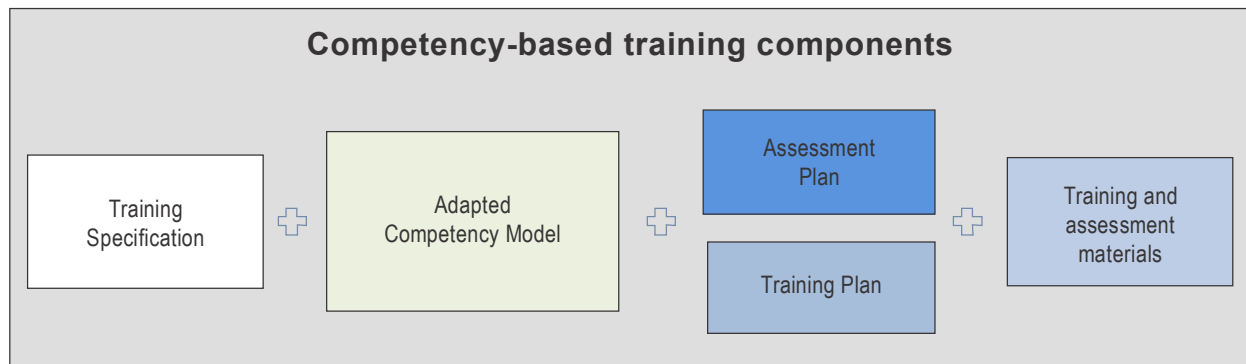 Competency-based training components
Training
Specification
Adapted
Competency Model
Assessment
Plan
Training Plan
Training and
assessment
materials